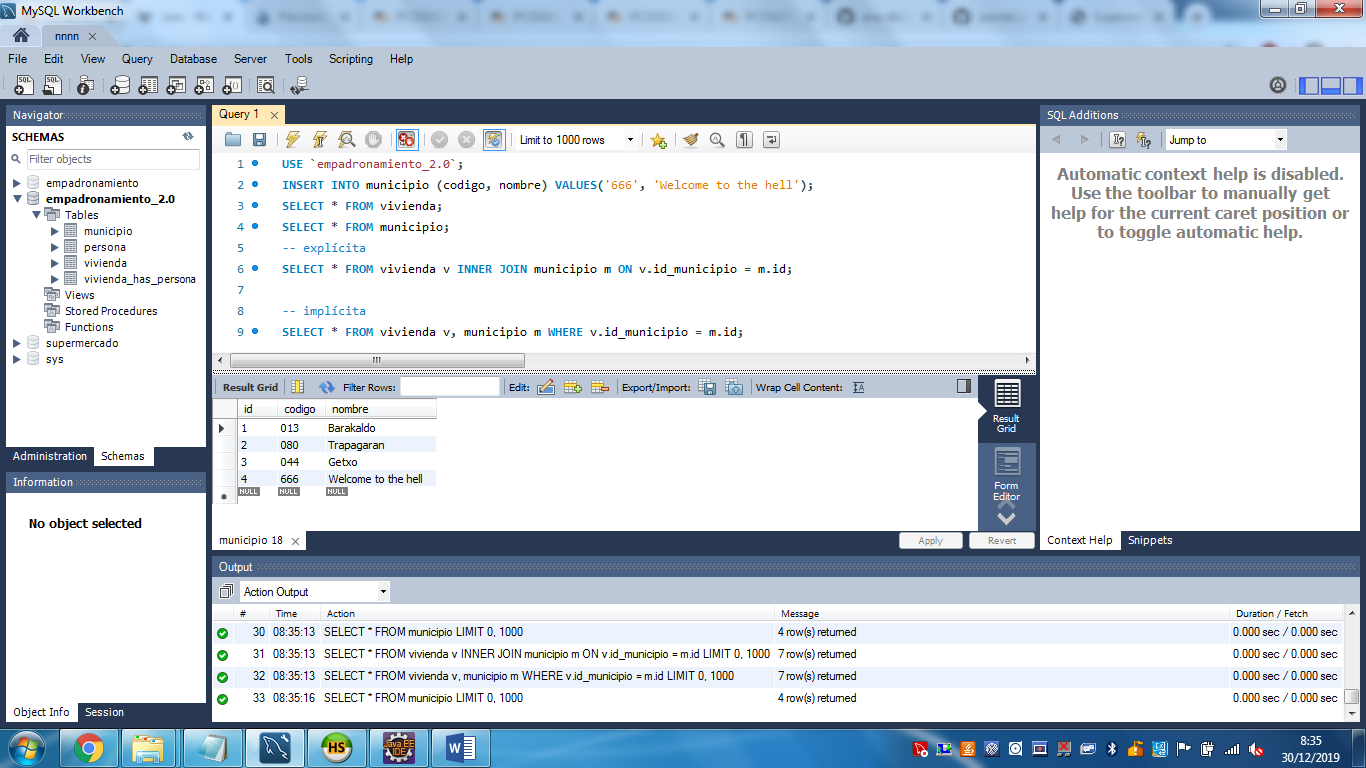 MySQL Workbench
nnnn
File Edit View Query Database Server Tools Scripting Help
Navigator
SCHEMAS
Filter objects
empadronamiento
empadronamiento_2.0
Tables
municipio
persona
vivienda
vivienda_has_persona
Views
Stored Procedures
Functions
supermercado
sys
Administration Schemas
Information
No object selected
Object Info Session
Query 1
Limit to 1000 rows
1 USE `empadronamiento_2.0`;
2 INSERT INTO municipio (codigo, nombre) VALUES('666', 'Welcome to the hell');
3 SELECT * FROM vivienda;
4 SELECT * FROM municipio;
5 -- explícita
6 SELECT * FROM vivienda v INNER JOIN municipio m ON v.id_municipio = m.id;
7
8 -- implícita
9 SELECT * FROM vivienda v, municipio m WHERE v.id_municipio = m.id;
Result Grid Filter Rows: Edit: Export/Import: Wrap Cell Content:
id codigo nombre
1 013 Barakaldo
2 080 Trapagaran
3 044 Getxo
4 666 Welcome to the hell
NULL NULL NULL
Result
Grid
Form
Editor
municipio 18
Apply Revert
SQL Additions
Jump to
Automatic context help is disabled.
Use the toolbar to manually get
help for the current caret position or
to toggle automatic help.
Context Help Snippets
Output
Action Output
# Time Action Message Duration / Fetch
30 08:35:13 SELECT * FROM municipio LIMIT 0, 1000 4 row(s) returned 0.000 sec / 0.000 sec
31 08:35:13 SELECT * FROM vivienda v INNER JOIN municipio m ON v.id_municipio = m.id LIMIT 0, 1000 7 row(s) returned 0.000 sec / 0.000 sec
32 08:35:13 SELECT * FROM vivienda v, municipio m WHERE v.id_municipio = m.id LIMIT 0, 1000 7 row(s) returned 0.000 sec / 0.000 sec
33 08:35:16 SELECT * FROM municipio LIMIT 0, 1000 4 row(s) returned 0.000 sec / 0.000 sec
HS
Java EE
IDE
W
8:35
30/12/2019